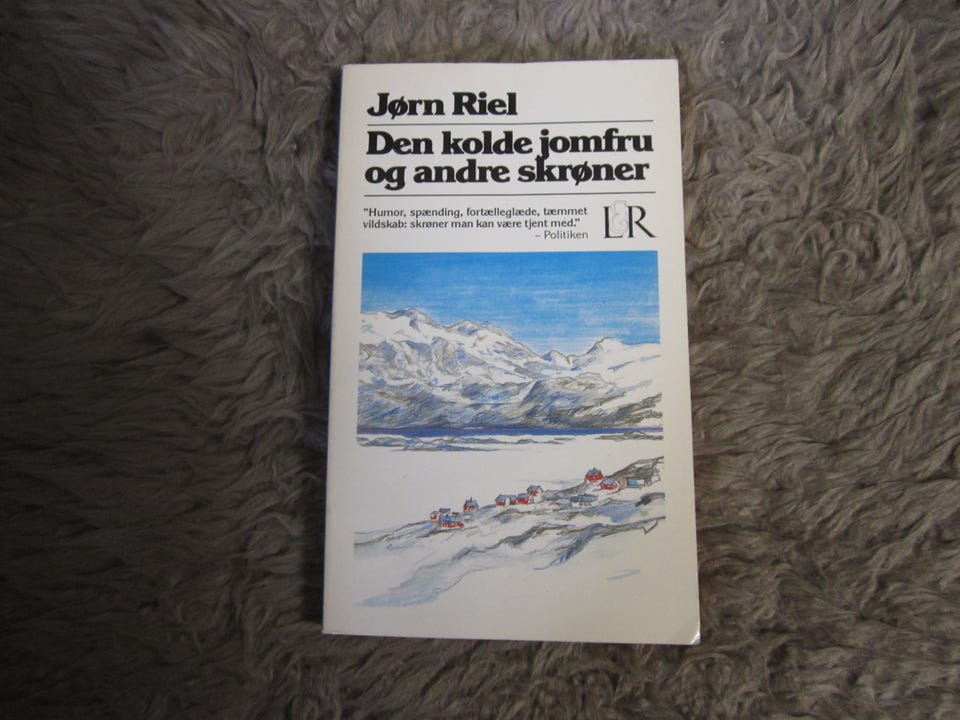 Jørn Riel
Den kolde jomfru
og andre skrøner
"Humor, spænding, fortælleglæde, tæmmet
vildskab: skrøner man kan være tjent med."
– Politiken
L&R